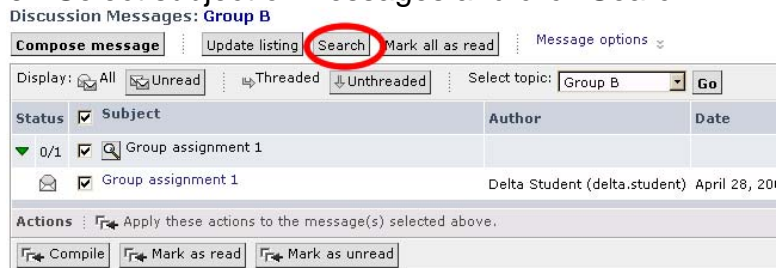 Discussion Messages: Group B
Compose message Update listing Search Mark all as read Message options
Display: All Unread Threaded Unthreaded Select topic: Group B Go
Status Subject Author Date
0/1 Group assignment 1
Group assignment 1 Delta Student (delta.student) April 28, 200
Actions Apply these actions to the message(s) selected above.
Compile Mark as read Mark as unread